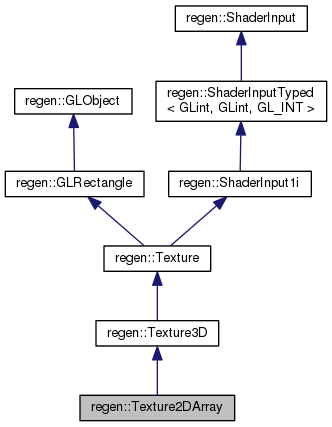 regen::ShaderInput
regen::ShaderInputTyped
< GLint, GLint, GL_INT >
regen::GLObject
regen::GLRectangle
regen::ShaderInput1i
regen::Texture
regen::Texture3D
regen::Texture2DArray